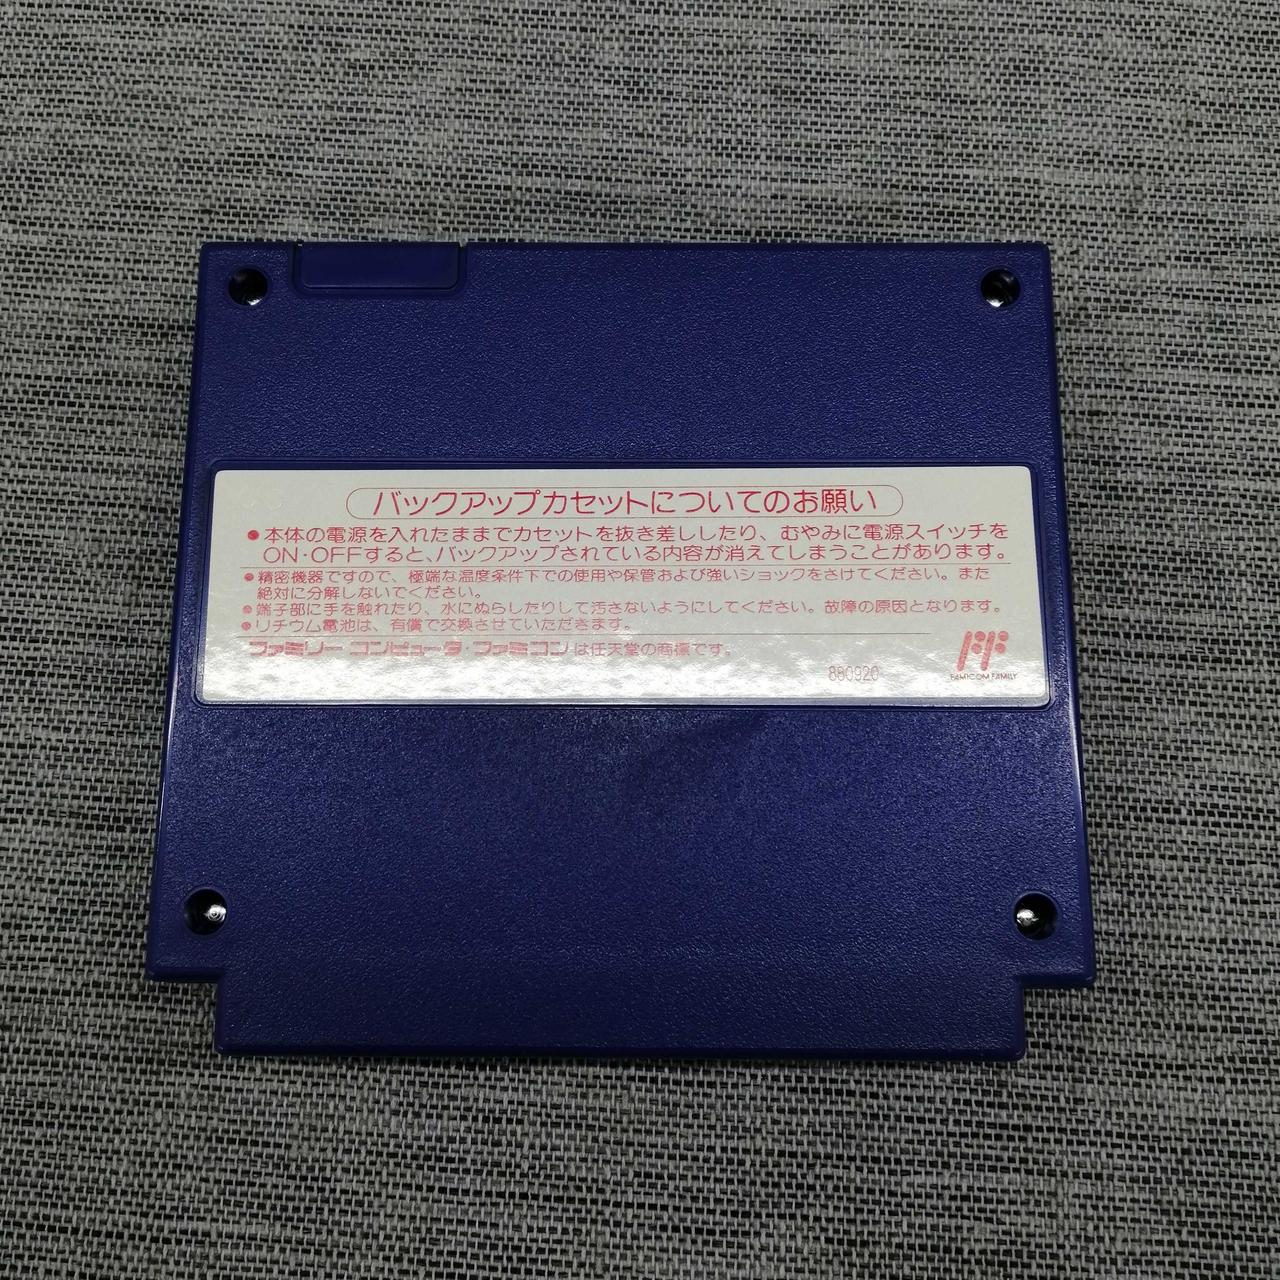 バックアップカセットについてのお願い
●本体の電源を入れたままでカセットを抜き差ししたり、むやみに電源スイッチを
ON・OFFすると、バックアップされている内容が消えてしまうことがあります。
●精密機器ですので、極端な温度条件下での使用や保管および強いショックをさけてください。また
絶対に分解しないでください。
●端子部に手を触れたり、水にぬらしたりして汚さないようにしてください。故障の原因となります。
●リチウム電池は、有償で交換させていただきます。
ファミリーコンピュータ・ファミコンは任天堂の商標です。
880920
FAMICOM FAMILY